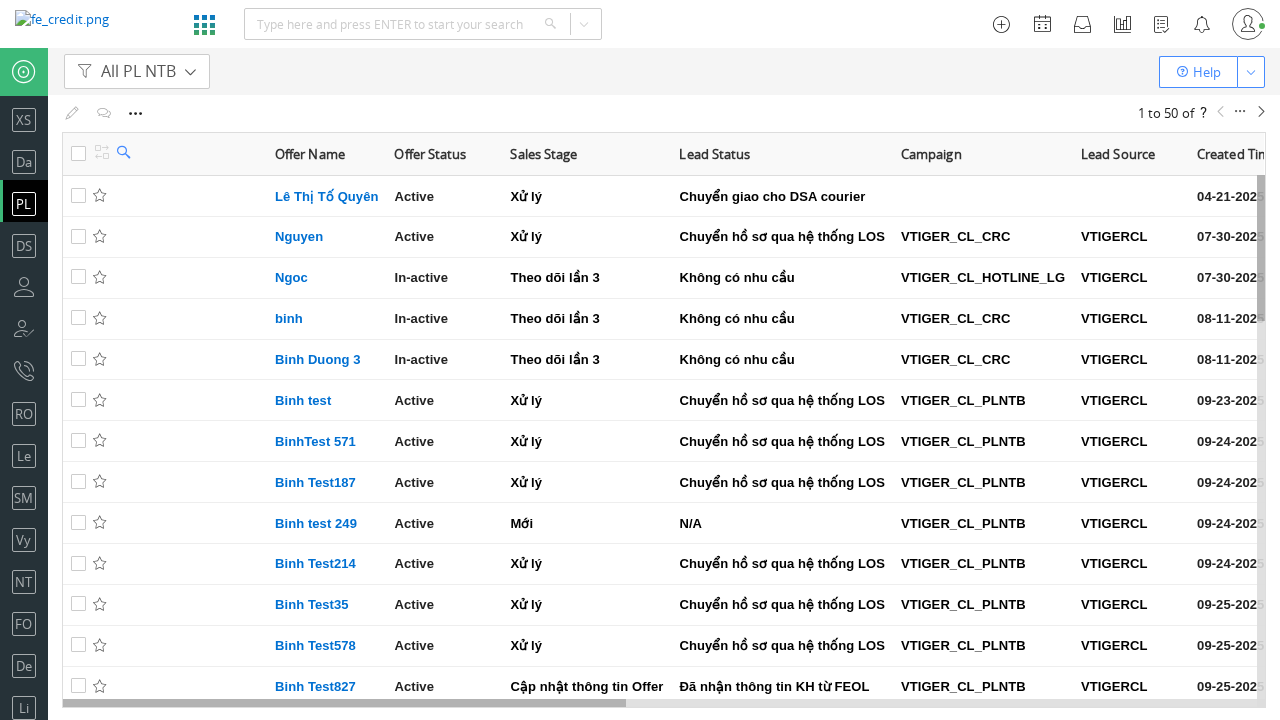 fe_credit.png
Type here and press ENTER to start your search
All PL NTB
Help
1 to 50 of ?
XS
Da
PL
DS
RO
Le
SM
Vy
NT
FO
De
Li
Offer Name Offer Status Sales Stage Lead Status Campaign Lead Source Created Tim
Lê Thị Tố Quyên Active Xử lý Chuyển giao cho DSA courier 04-21-2025
Nguyen Active Xử lý Chuyển hồ sơ qua hệ thống LOS VTIGER_CL_CRC VTIGERCL 07-30-2025
Ngoc In-active Theo dõi lần 3 Không có nhu cầu VTIGER_CL_HOTLINE_LG VTIGERCL 07-30-2025
binh In-active Theo dõi lần 3 Không có nhu cầu VTIGER_CL_CRC VTIGERCL 08-11-2025
Binh Duong 3 In-active Theo dõi lần 3 Không có nhu cầu VTIGER_CL_CRC VTIGERCL 08-11-2025
Binh test Active Xử lý Chuyển hồ sơ qua hệ thống LOS VTIGER_CL_PLNTB VTIGERCL 09-23-2025
BinhTest 571 Active Xử lý Chuyển hồ sơ qua hệ thống LOS VTIGER_CL_PLNTB VTIGERCL 09-24-2025
Binh Test187 Active Xử lý Chuyển hồ sơ qua hệ thống LOS VTIGER_CL_PLNTB VTIGERCL 09-24-2025
Binh test 249 Active Mới N/A VTIGER_CL_PLNTB VTIGERCL 09-24-2025
Binh Test214 Active Xử lý Chuyển hồ sơ qua hệ thống LOS VTIGER_CL_PLNTB VTIGERCL 09-24-2025
Binh Test35 Active Xử lý Chuyển hồ sơ qua hệ thống LOS VTIGER_CL_PLNTB VTIGERCL 09-25-2025
Binh Test578 Active Xử lý Chuyển hồ sơ qua hệ thống LOS VTIGER_CL_PLNTB VTIGERCL 09-25-2025
Binh Test827 Active Cập nhật thông tin Offer Đã nhận thông tin KH từ FEOL VTIGER_CL_PLNTB VTIGERCL 09-25-2025